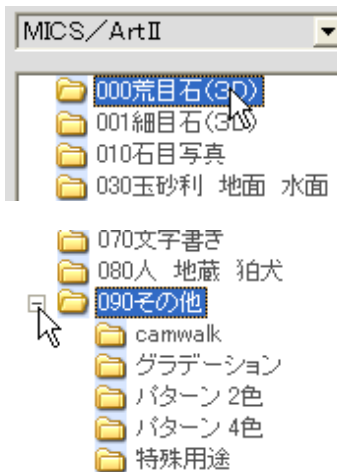 MICS／ArtⅡ
000荒目石(3D)
001細目石(3D)
010石目写真
030玉砂利 地面 水面
070文字書き
080人 地蔵 狛犬
090その他
camwalk
グラデーション
パターン 2色
パターン 4色
特殊用途